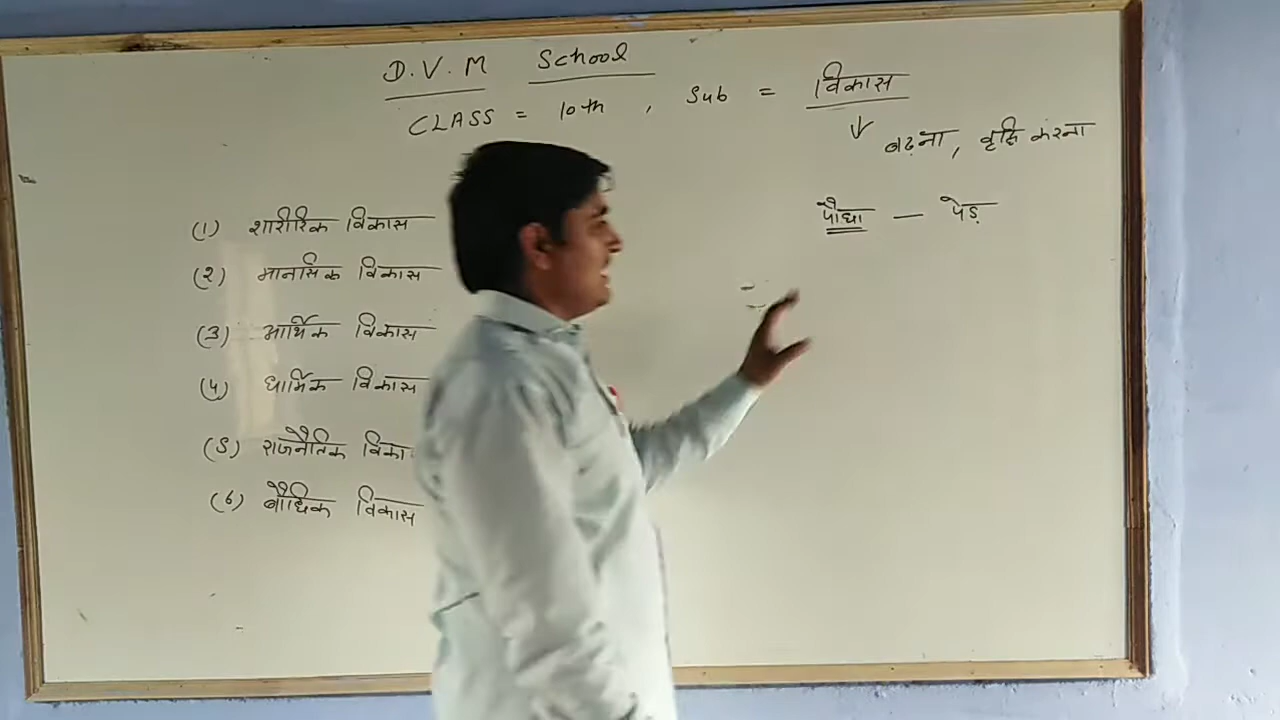 D.V.M School
CLASS = 10th , Sub = विकास
↓
बढ़ना, वृद्धि करना
पौधा — पेड़
(1) शारीरिक विकास
(2) मानसिक विकास
(3) आर्थिक विकास
(4) धार्मिक विकास
(5) राजनैतिक विका
(6) बौधिक विकास